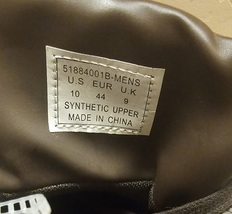 51884001B-MENS
U.S EUR U.K
10 44 9
SYNTHETIC UPPER
MADE IN CHINA